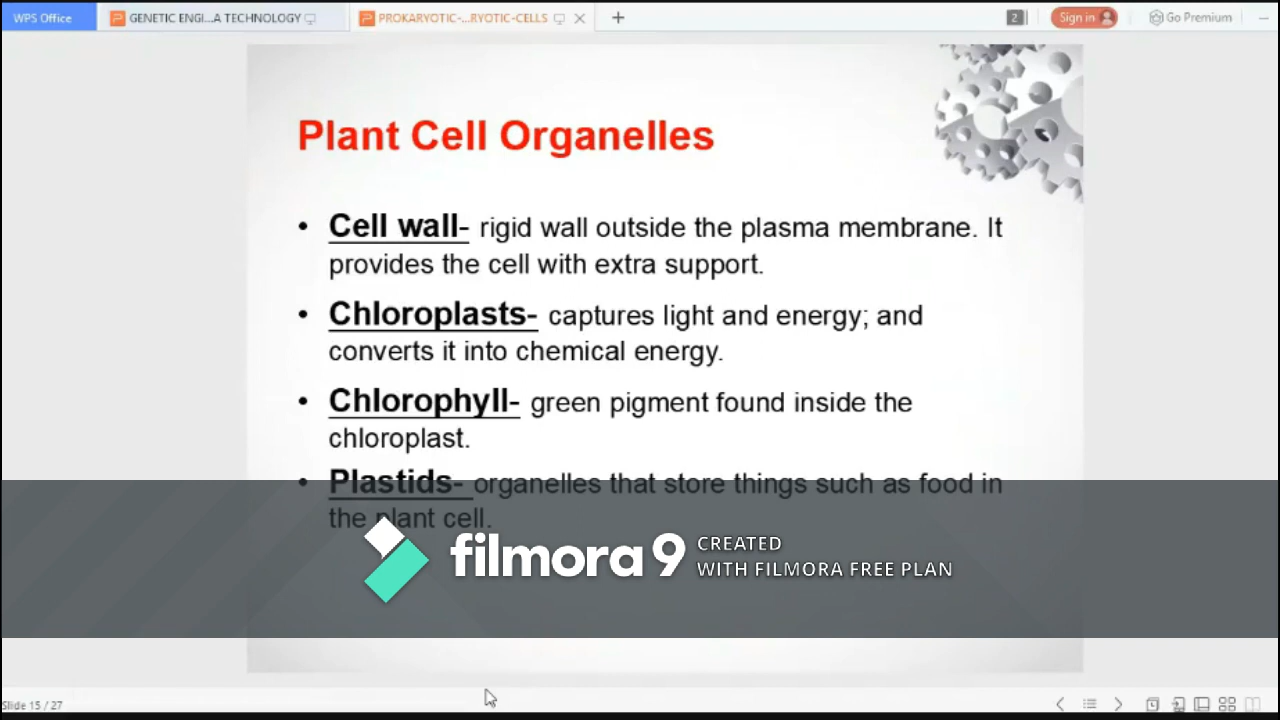 WPS Office
GENETIC ENGI...A TECHNOLOGY
PROKARYOTIC-...RYOTIC-CELLS
2
Sign in
Go Premium
Plant Cell Organelles
• Cell wall- rigid wall outside the plasma membrane. It
provides the cell with extra support.
• Chloroplasts- captures light and energy; and
converts it into chemical energy.
• Chlorophyll- green pigment found inside the
chloroplast.
• Plastids- organelles that store things such as food in
the plant cell.
filmora 9
CREATED
WITH FILMORA FREE PLAN
Slide 15 / 27